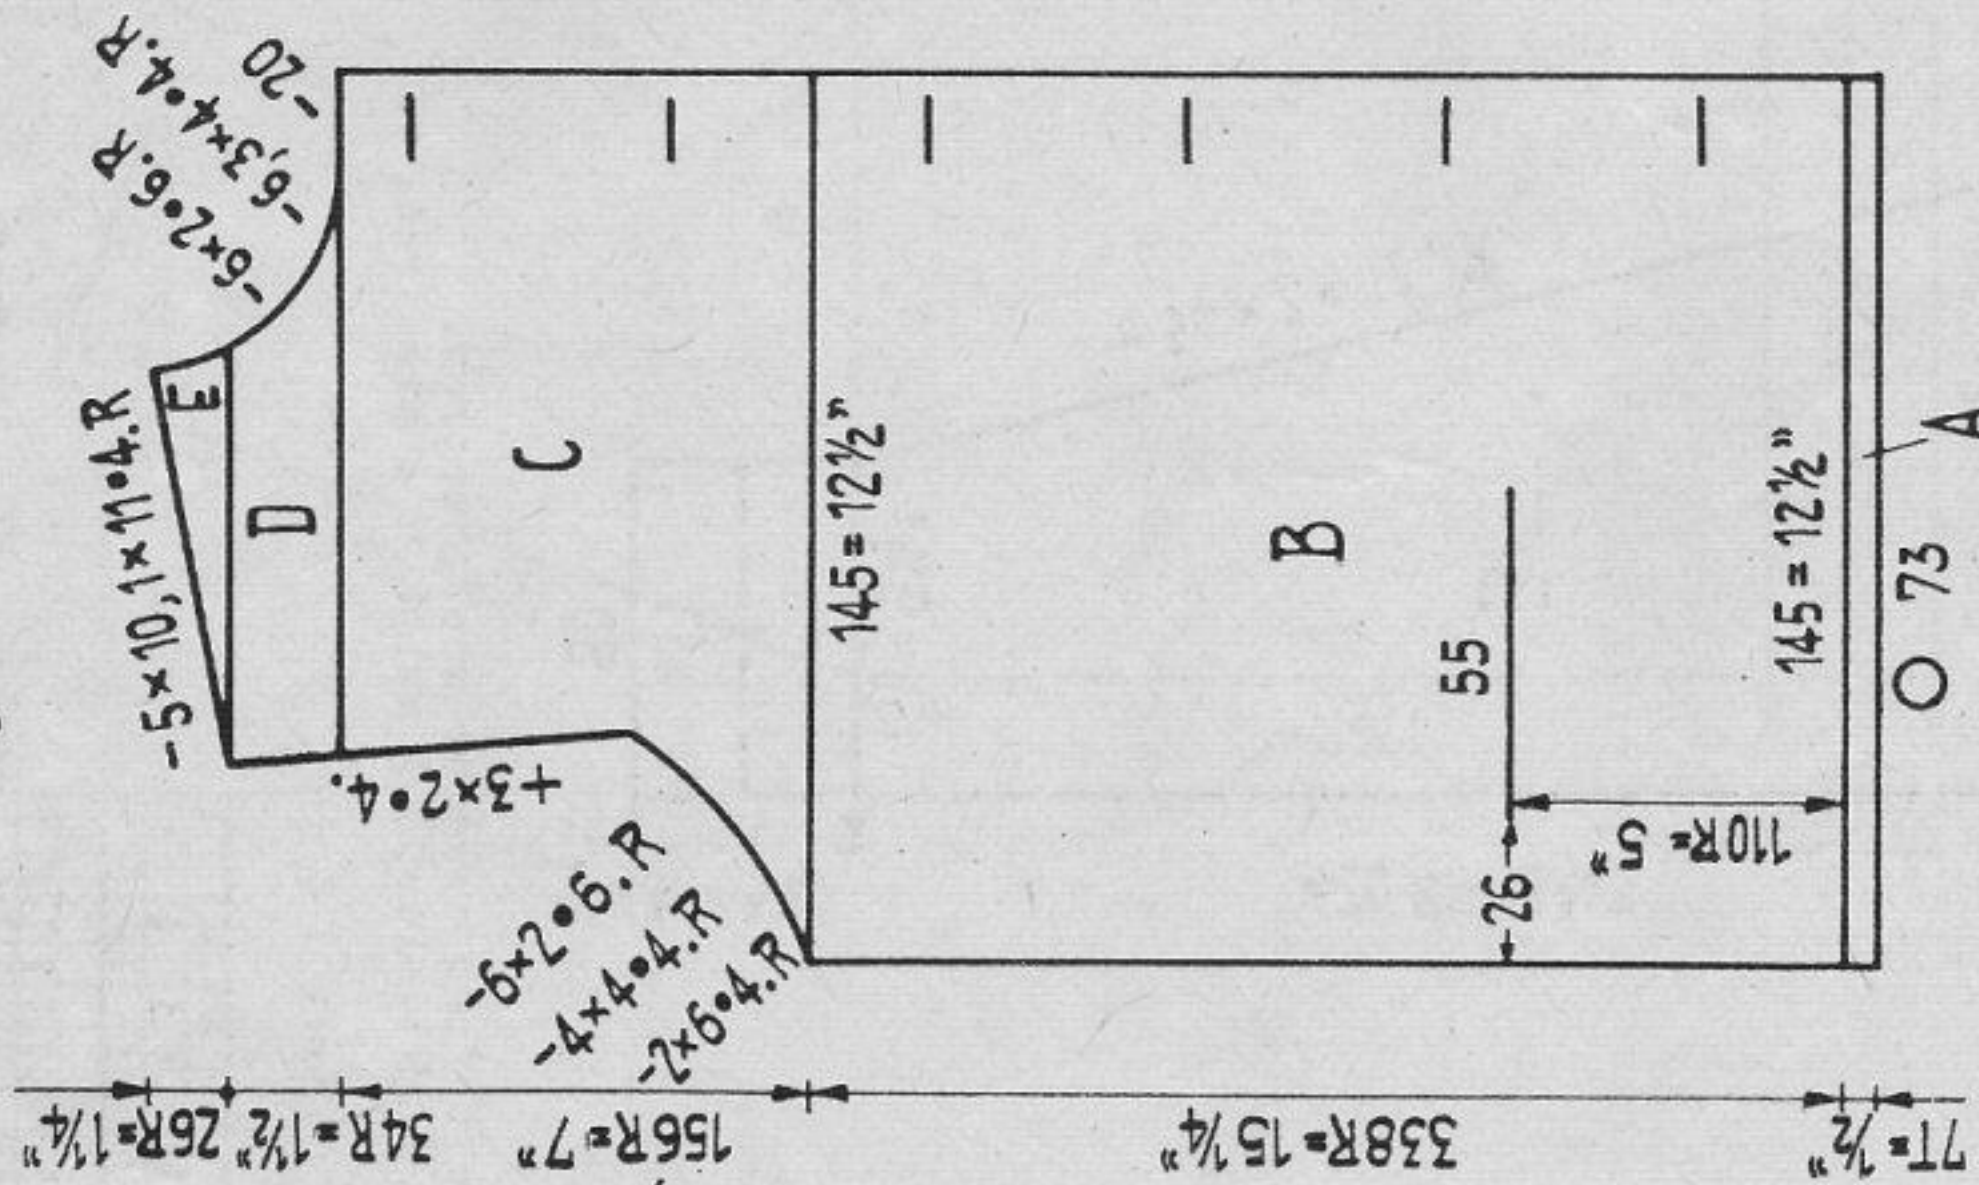 -20
-6,3×4•4.R
-6×2•6.R
-5×10,1×11•4.R
E
D
C
+3×2•4.
-6×2•6.R
-4×4•4.R
-2×6•4.R
145=12½"
B
55
26
110R=5"
145=12½"
A
O 73
26R=1¼"
34R=1½"
156R=7"
338R=15¼"
7T=½"